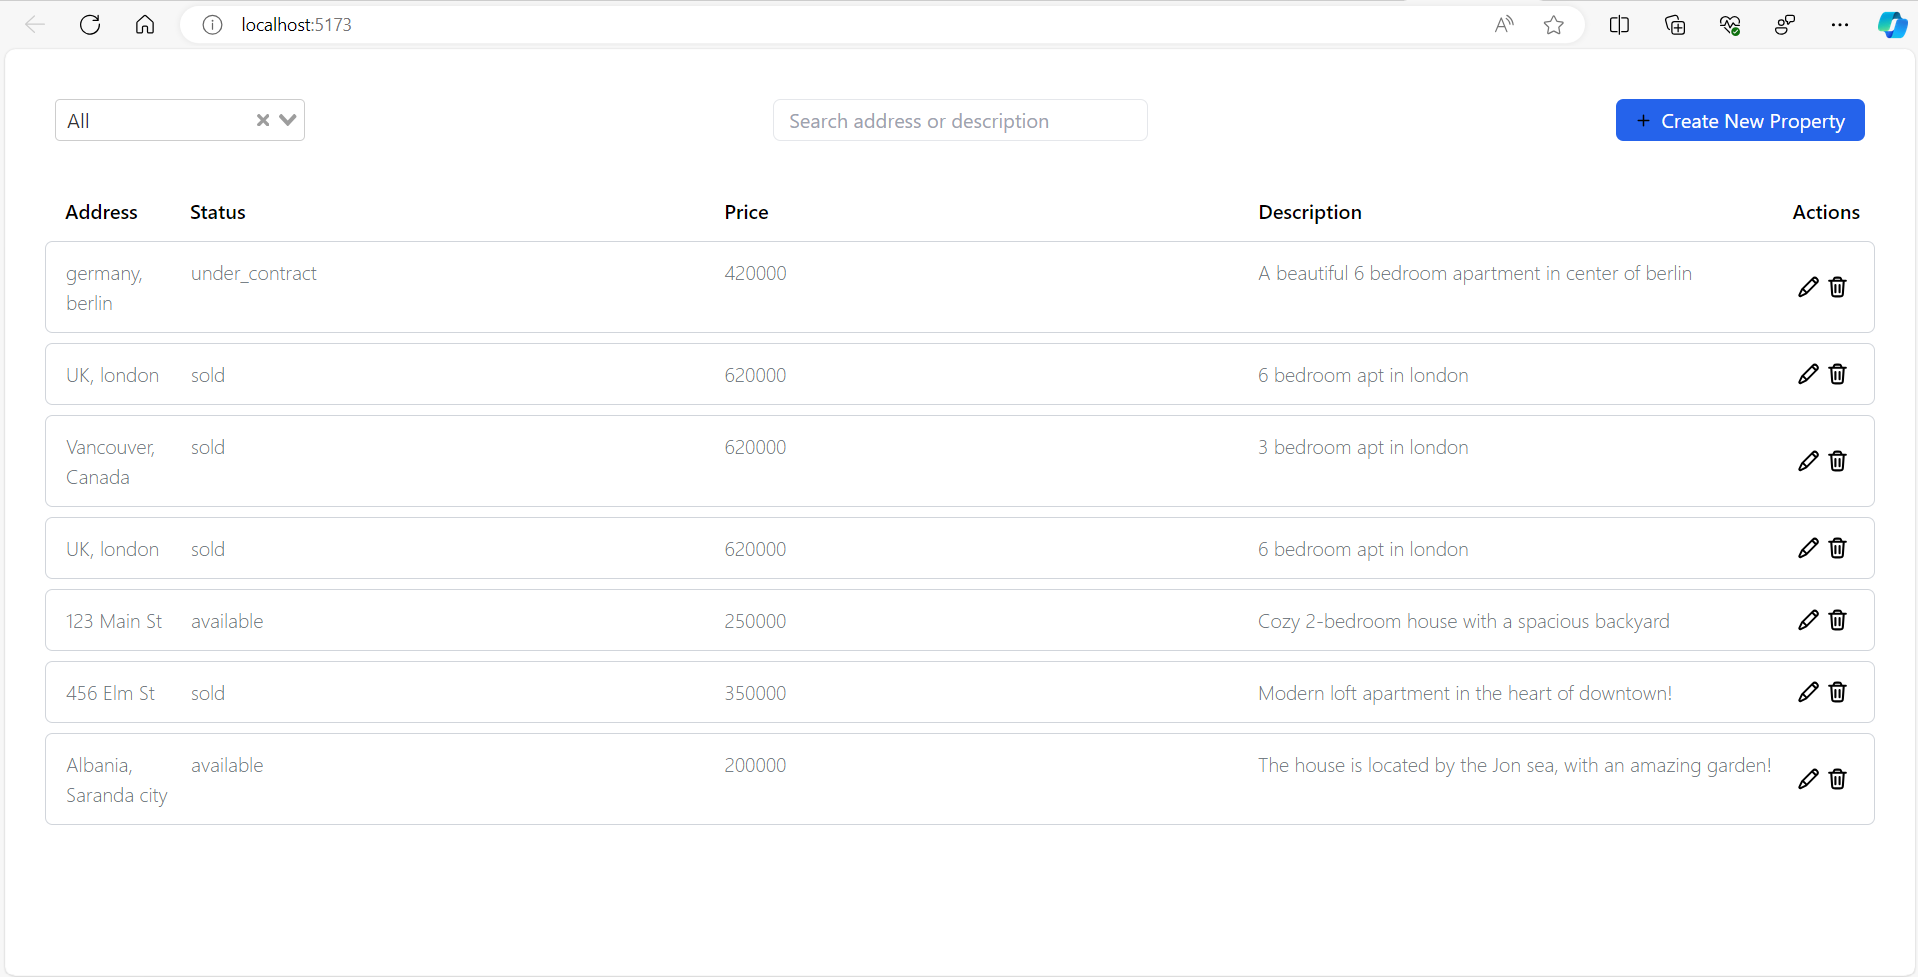 localhost:5173
All
Search address or description
+ Create New Property
Address Status Price Description Actions
germany, under_contract 420000 A beautiful 6 bedroom apartment in center of berlin
berlin
UK, london sold 620000 6 bedroom apt in london
Vancouver, sold 620000 3 bedroom apt in london
Canada
UK, london sold 620000 6 bedroom apt in london
123 Main St available 250000 Cozy 2-bedroom house with a spacious backyard
456 Elm St sold 350000 Modern loft apartment in the heart of downtown!
Albania, available 200000 The house is located by the Jon sea, with an amazing garden!
Saranda city